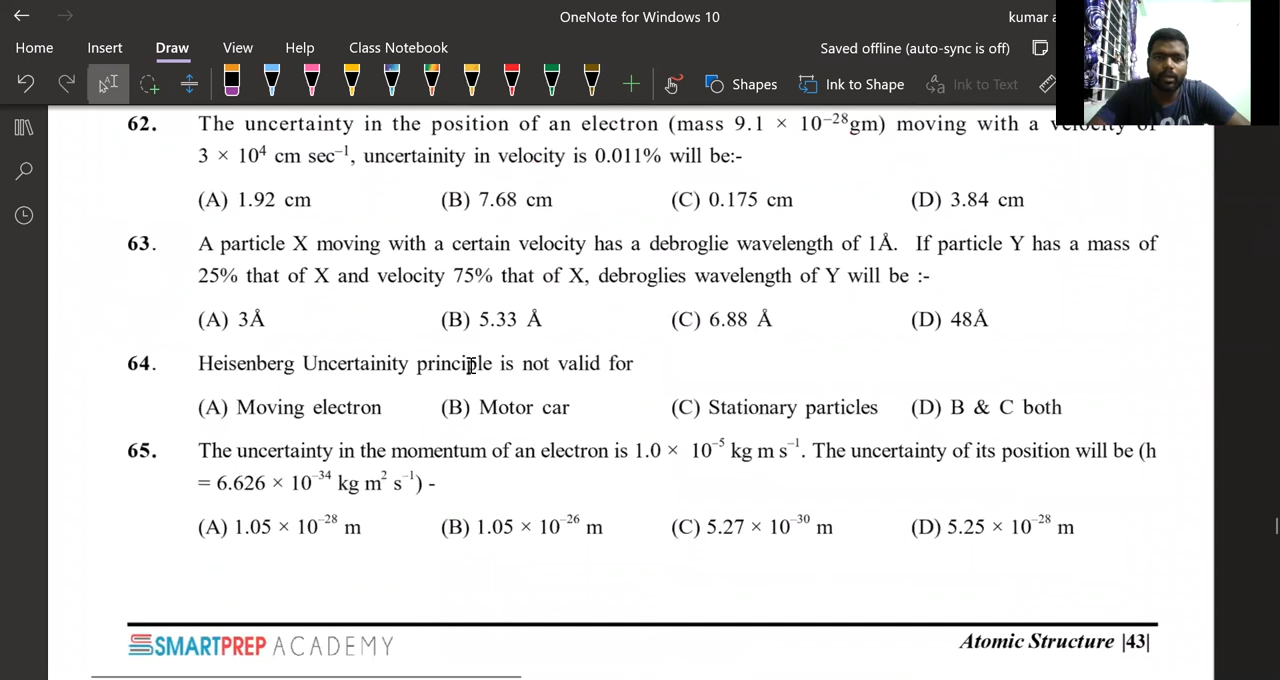 OneNote for Windows 10
kumar a
Home Insert Draw View Help Class Notebook
Saved offline (auto-sync is off)
Shapes
Ink to Shape
Ink to Text
62. The uncertainty in the position of an electron (mass 9.1 × 10⁻²⁸gm) moving with a velocity of
3 × 10⁴ cm sec⁻¹, uncertainity in velocity is 0.011% will be:-
(A) 1.92 cm (B) 7.68 cm (C) 0.175 cm (D) 3.84 cm
63. A particle X moving with a certain velocity has a debroglie wavelength of 1Å. If particle Y has a mass of
25% that of X and velocity 75% that of X, debroglies wavelength of Y will be :-
(A) 3Å (B) 5.33 Å (C) 6.88 Å (D) 48Å
64. Heisenberg Uncertainity principle is not valid for
(A) Moving electron (B) Motor car (C) Stationary particles (D) B & C both
65. The uncertainty in the momentum of an electron is 1.0 × 10⁻⁵ kg m s⁻¹. The uncertainty of its position will be (h
= 6.626 × 10⁻³⁴ kg m² s⁻¹) -
(A) 1.05 × 10⁻²⁸ m (B) 1.05 × 10⁻²⁶ m (C) 5.27 × 10⁻³⁰ m (D) 5.25 × 10⁻²⁸ m
SMARTPREP ACADEMY
Atomic Structure |43|